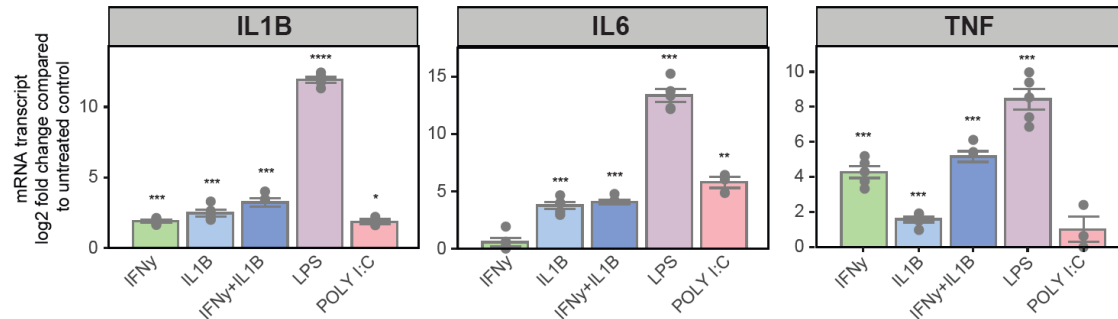 IL1B
IL6
TNF
mRNA transcript
log2 fold change compared
to untreated control
10
5
0
***
***
***
****
*
IFNy
IL1B
IFNy+IL1B
LPS
POLY I:C
15
10
5
0
***
***
***
**
IFNy
IL1B
IFNy+IL1B
LPS
POLY I:C
10
8
6
4
2
0
***
***
***
***
IFNy
IL1B
IFNy+IL1B
LPS
POLY I:C